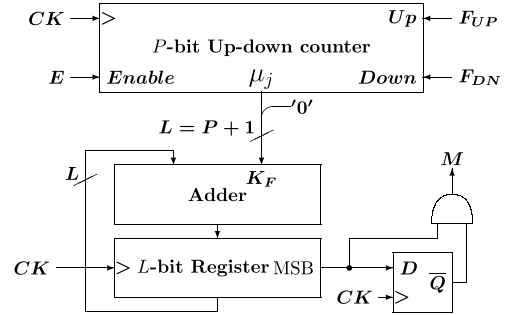 CK Up F_UP
P-bit Up-down counter
E Enable μ_j Down F_DN
'0'
L = P + 1
L
K_F
Adder
M
CK L-bit Register MSB D Q̅
CK